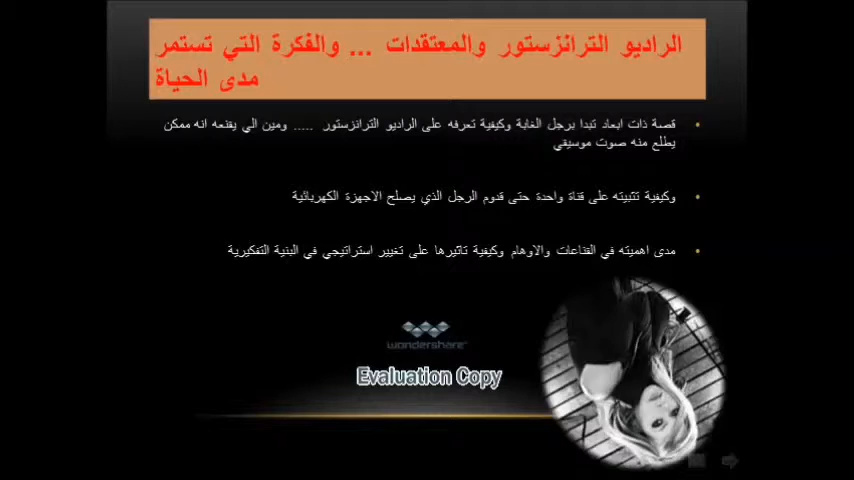 الراديو الترانزستور والمعتقدات ... والفكرة التي تستمر
مدى الحياة
قصة ذات ابعاد تبدا برجل الغابة وكيفية تعرفه على الراديو الترانزستور ..... ومين الي يقنعه انه ممكن
يطلع منه صوت موسيقي
وكيفية تثبيته على قناة واحدة حتى قدوم الرجل الذي يصلح الاجهزة الكهربائية
مدى اهميته في القناعات والاوهام وكيفية تاثيرها على تغيير استراتيجي في البنية التفكيرية
wondershare
Evaluation Copy